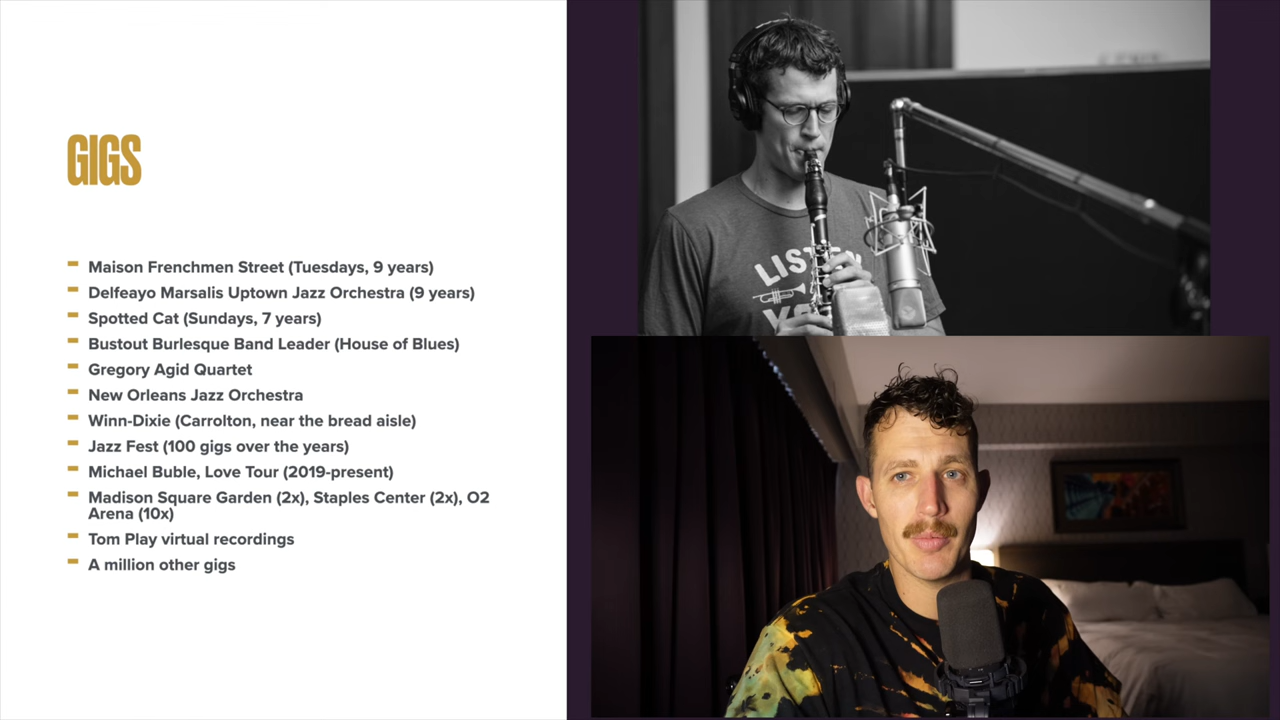 GIGS
Maison Frenchmen Street (Tuesdays, 9 years)
Delfeayo Marsalis Uptown Jazz Orchestra (9 years)
Spotted Cat (Sundays, 7 years)
Bustout Burlesque Band Leader (House of Blues)
Gregory Agid Quartet
New Orleans Jazz Orchestra
Winn-Dixie (Carrolton, near the bread aisle)
Jazz Fest (100 gigs over the years)
Michael Buble, Love Tour (2019-present)
Madison Square Garden (2x), Staples Center (2x), O2
Arena (10x)
Tom Play virtual recordings
A million other gigs